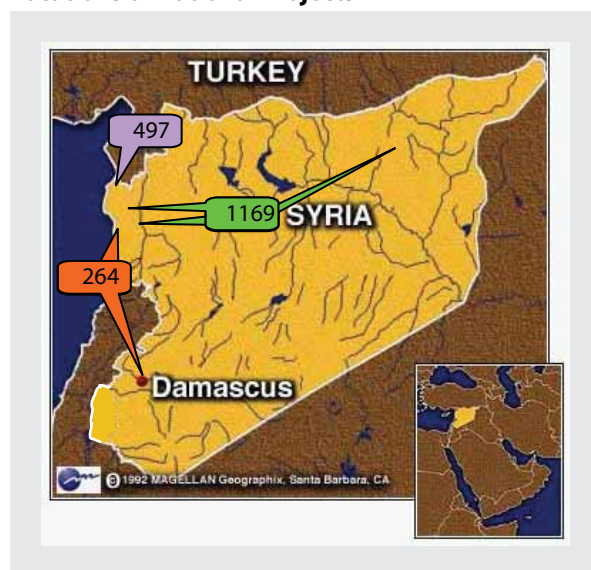 TURKEY
497
1169
SYRIA
264
Damascus
© 1992 MAGELLAN Geographix, Santa Barbara, CA